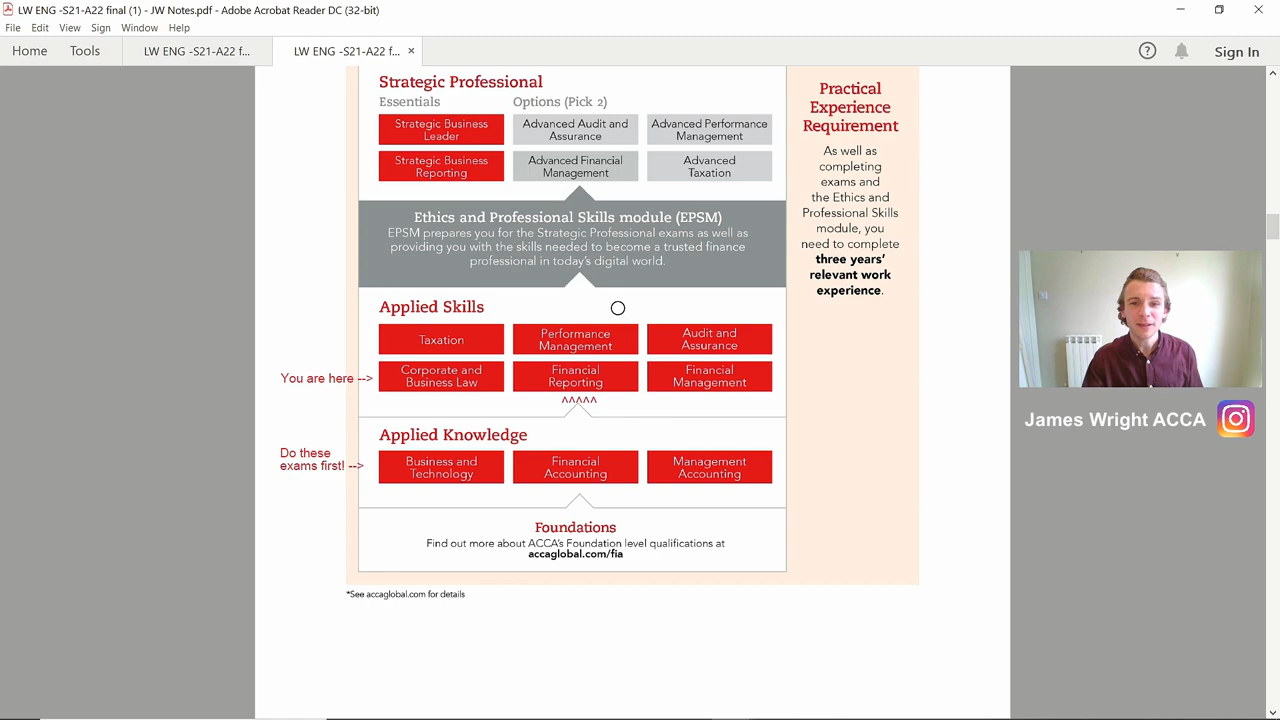 LW ENG -S21-A22 final (1) - JW Notes.pdf - Adobe Acrobat Reader DC (32-bit)
File Edit View Sign Window Help
Home Tools LW ENG -S21-A22 f... LW ENG -S21-A22 f... × Sign In
Strategic Professional
Essentials Options (Pick 2)
Strategic Business
Leader
Advanced Audit and
Assurance
Advanced Performance
Management
Strategic Business
Reporting
Advanced Financial
Management
Advanced
Taxation
Ethics and Professional Skills module (EPSM)
EPSM prepares you for the Strategic Professional exams as well as
providing you with the skills needed to become a trusted finance
professional in today's digital world.
Applied Skills
Taxation
Performance
Management
Audit and
Assurance
You are here -->
Corporate and
Business Law
Financial
Reporting
Financial
Management
^^^^^
Applied Knowledge
Do these
exams first! -->
Business and
Technology
Financial
Accounting
Management
Accounting
Foundations
Find out more about ACCA's Foundation level qualifications at
accaglobal.com/fia
*See accaglobal.com for details
Practical
Experience
Requirement
As well as
completing
exams and
the Ethics and
Professional Skills
module, you
need to complete
three years'
relevant work
experience.
James Wright ACCA